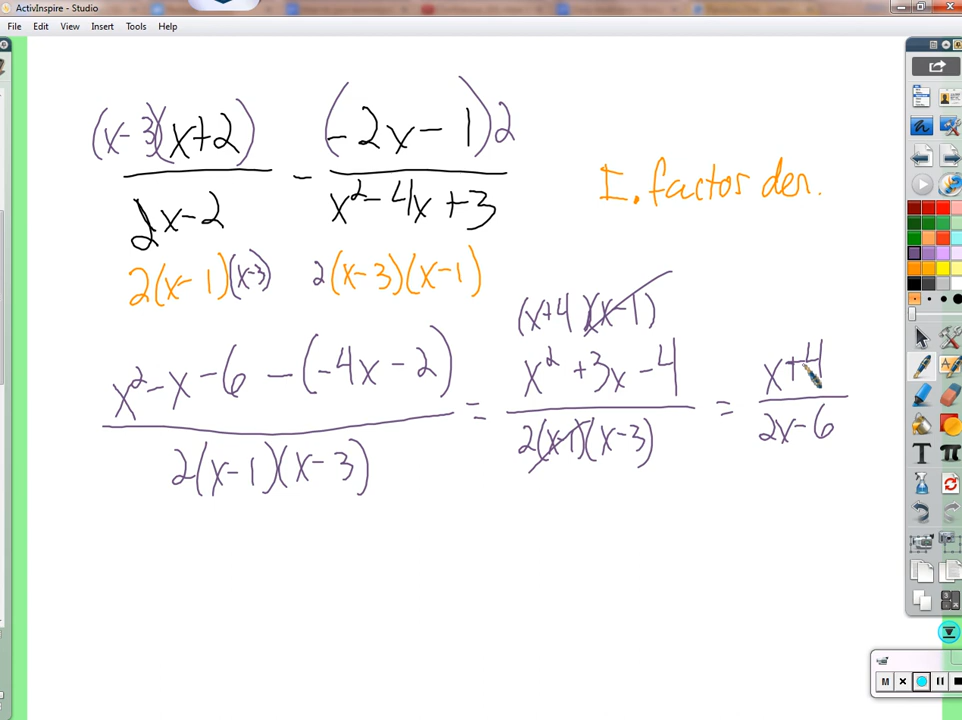 ActivInspire - Studio
File Edit View Insert Tools Help
(x-3)(x+2) / 2x-2 - (-2x-1)2 / x²-4x+3
I. factor den.
2(x-1)(x-3) 2(x-3)(x-1)
(x+4)(x-1)
x²-x-6-(-4x-2) / 2(x-1)(x-3) = x²+3x-4 / 2(x-1)(x-3) = x+4 / 2x-6
T
M